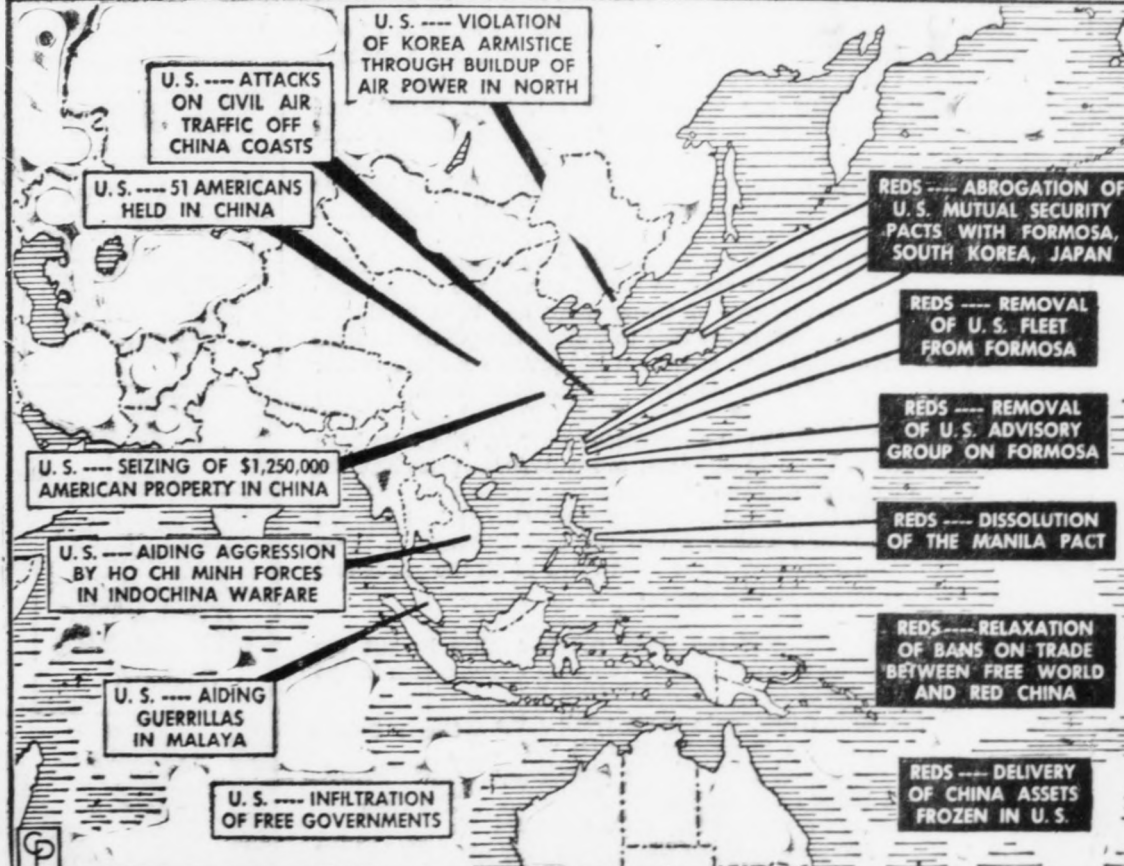 U. S. ---- VIOLATION
OF KOREA ARMISTICE
THROUGH BUILDUP OF
AIR POWER IN NORTH
U. S. ---- ATTACKS
ON CIVIL AIR
TRAFFIC OFF
CHINA COASTS
U. S. ---- 51 AMERICANS
HELD IN CHINA
U. S. ---- SEIZING OF $1,250,000
AMERICAN PROPERTY IN CHINA
U. S. ---- AIDING AGGRESSION
BY HO CHI MINH FORCES
IN INDOCHINA WARFARE
U. S. ---- AIDING
GUERRILLAS
IN MALAYA
U. S. ---- INFILTRATION
OF FREE GOVERNMENTS
REDS ---- ABROGATION OF
U. S. MUTUAL SECURITY
PACTS WITH FORMOSA,
SOUTH KOREA, JAPAN
REDS ---- REMOVAL
OF U. S. FLEET
FROM FORMOSA
REDS ---- REMOVAL
OF U. S. ADVISORY
GROUP ON FORMOSA
REDS ---- DISSOLUTION
OF THE MANILA PACT
REDS ---- RELAXATION
OF BANS ON TRADE
BETWEEN FREE WORLD
AND RED CHINA
REDS ---- DELIVERY
OF CHINA ASSETS
FROZEN IN U. S.
CP